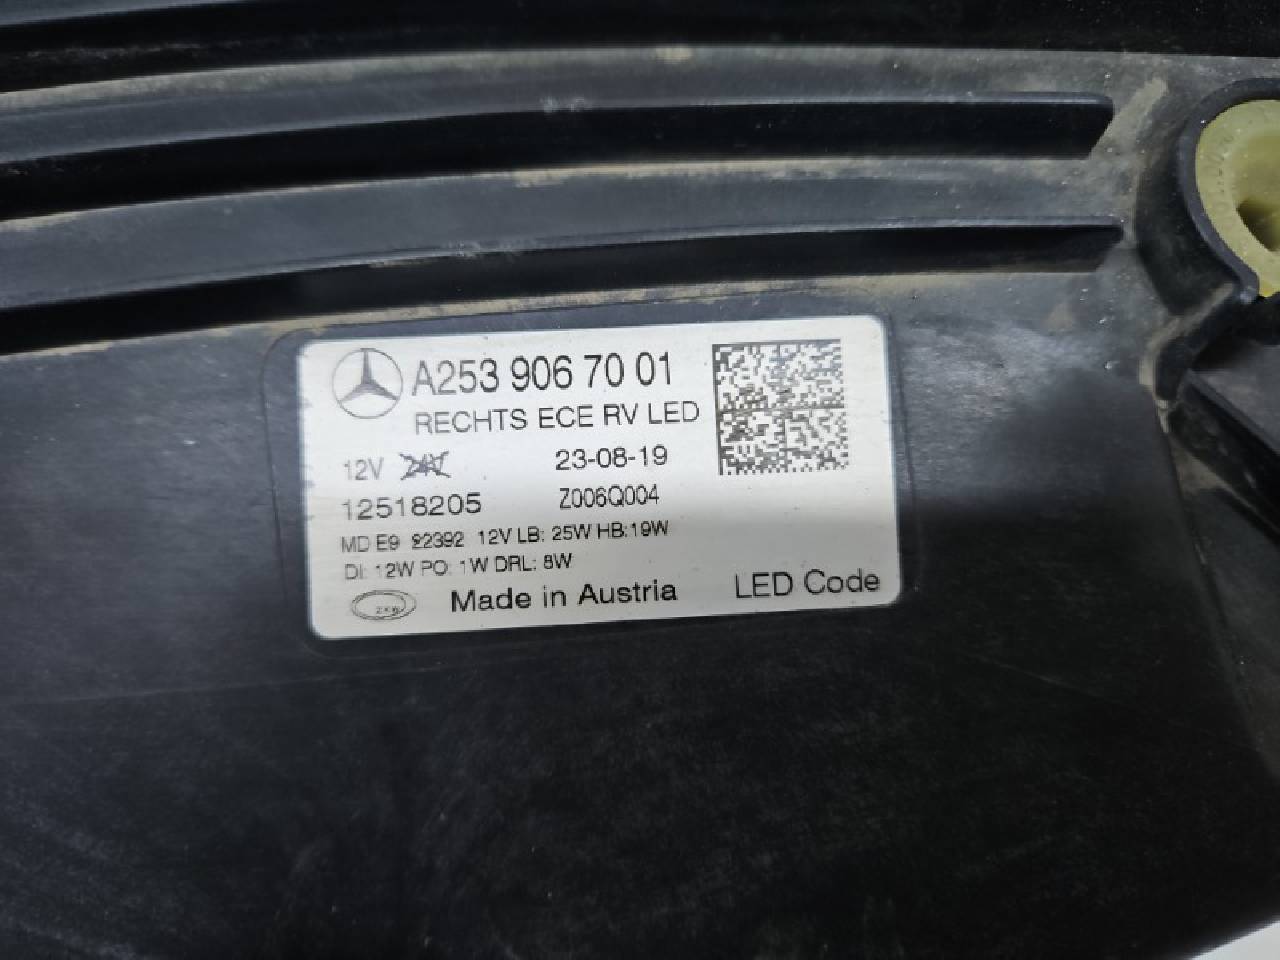 A253 906 70 01
RECHTS ECE RV LED
12V 24V 23-08-19
12518205 Z006Q004
MD E9 22392 12V LB: 25W HB:19W
DI: 12W PO: 1W DRL: 8W
ZKW Made in Austria LED Code